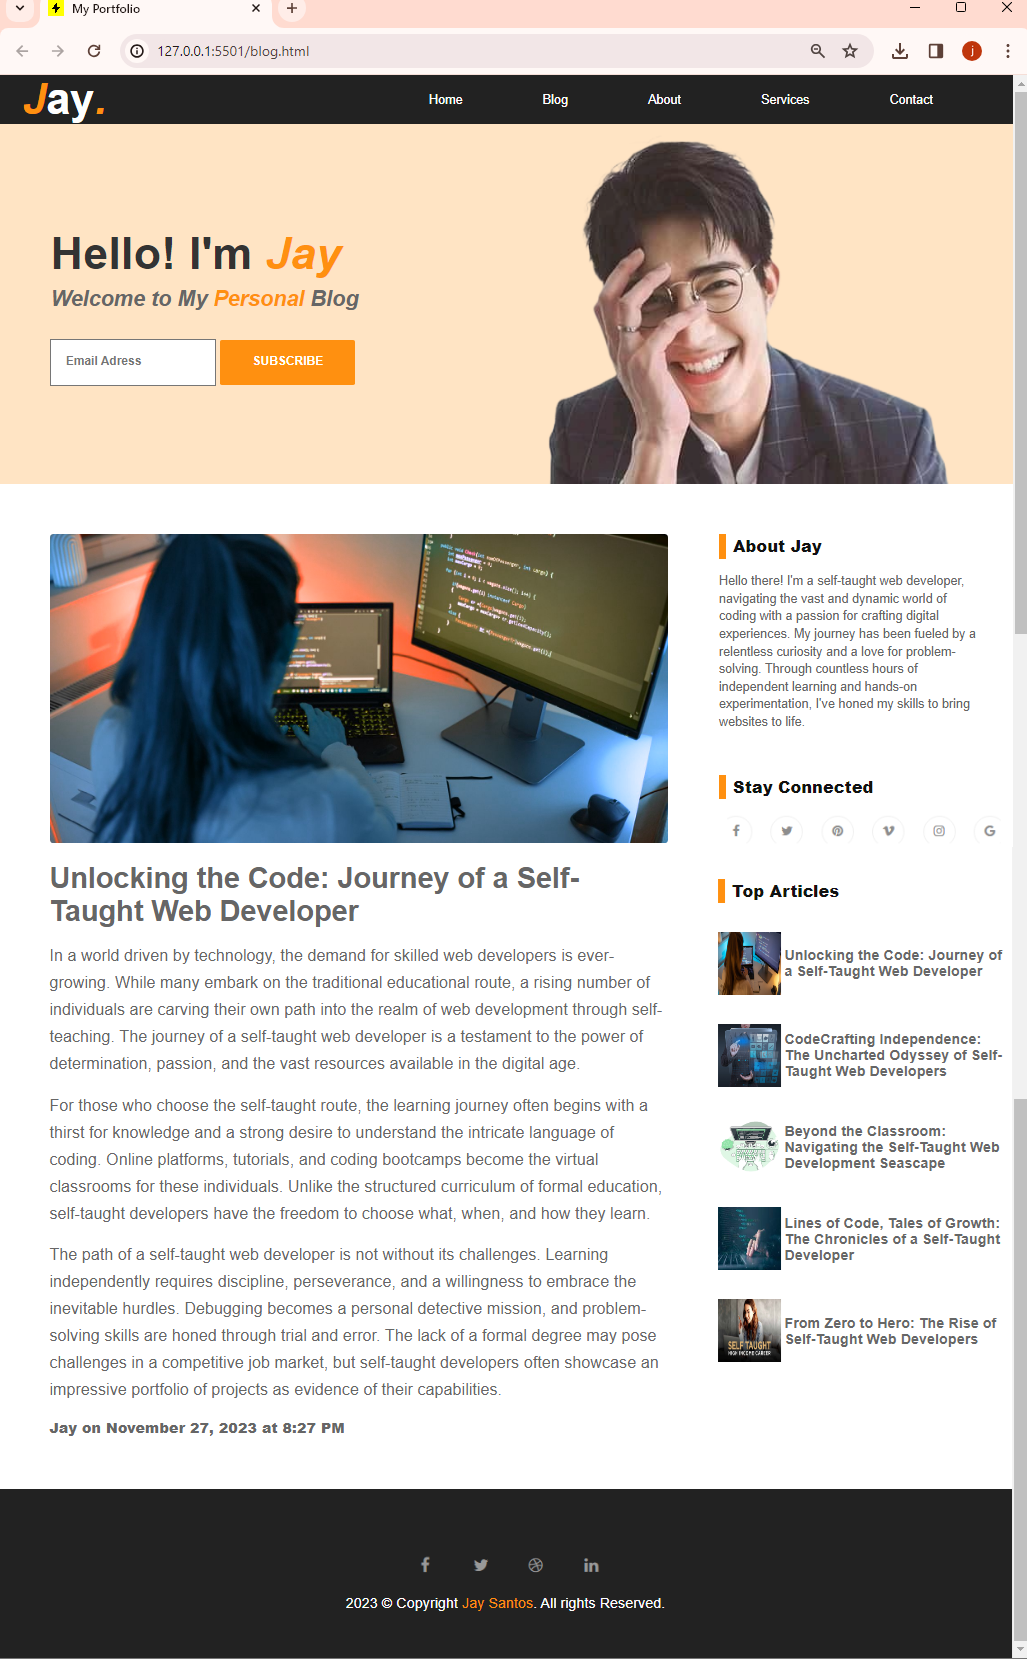 My Portfolio
127.0.0.1:5501/blog.html
j
Jay.
Home
Blog
About
Services
Contact
Hello! I'm Jay
Welcome to My Personal Blog
Email Adress
SUBSCRIBE
Unlocking the Code: Journey of a Self-
Taught Web Developer
In a world driven by technology, the demand for skilled web developers is ever-
growing. While many embark on the traditional educational route, a rising number of
individuals are carving their own path into the realm of web development through self-
teaching. The journey of a self-taught web developer is a testament to the power of
determination, passion, and the vast resources available in the digital age.
For those who choose the self-taught route, the learning journey often begins with a
thirst for knowledge and a strong desire to understand the intricate language of
coding. Online platforms, tutorials, and coding bootcamps become the virtual
classrooms for these individuals. Unlike the structured curriculum of formal education,
self-taught developers have the freedom to choose what, when, and how they learn.
The path of a self-taught web developer is not without its challenges. Learning
independently requires discipline, perseverance, and a willingness to embrace the
inevitable hurdles. Debugging becomes a personal detective mission, and problem-
solving skills are honed through trial and error. The lack of a formal degree may pose
challenges in a competitive job market, but self-taught developers often showcase an
impressive portfolio of projects as evidence of their capabilities.
Jay on November 27, 2023 at 8:27 PM
About Jay
Hello there! I'm a self-taught web developer,
navigating the vast and dynamic world of
coding with a passion for crafting digital
experiences. My journey has been fueled by a
relentless curiosity and a love for problem-
solving. Through countless hours of
independent learning and hands-on
experimentation, I've honed my skills to bring
websites to life.
Stay Connected
Top Articles
Unlocking the Code: Journey of
a Self-Taught Web Developer
CodeCrafting Independence:
The Uncharted Odyssey of Self-
Taught Web Developers
Beyond the Classroom:
Navigating the Self-Taught Web
Development Seascape
Lines of Code, Tales of Growth:
The Chronicles of a Self-Taught
Developer
SELF TAUGHT
HIGH INCOME CAREER
From Zero to Hero: The Rise of
Self-Taught Web Developers
2023 © Copyright Jay Santos. All rights Reserved.